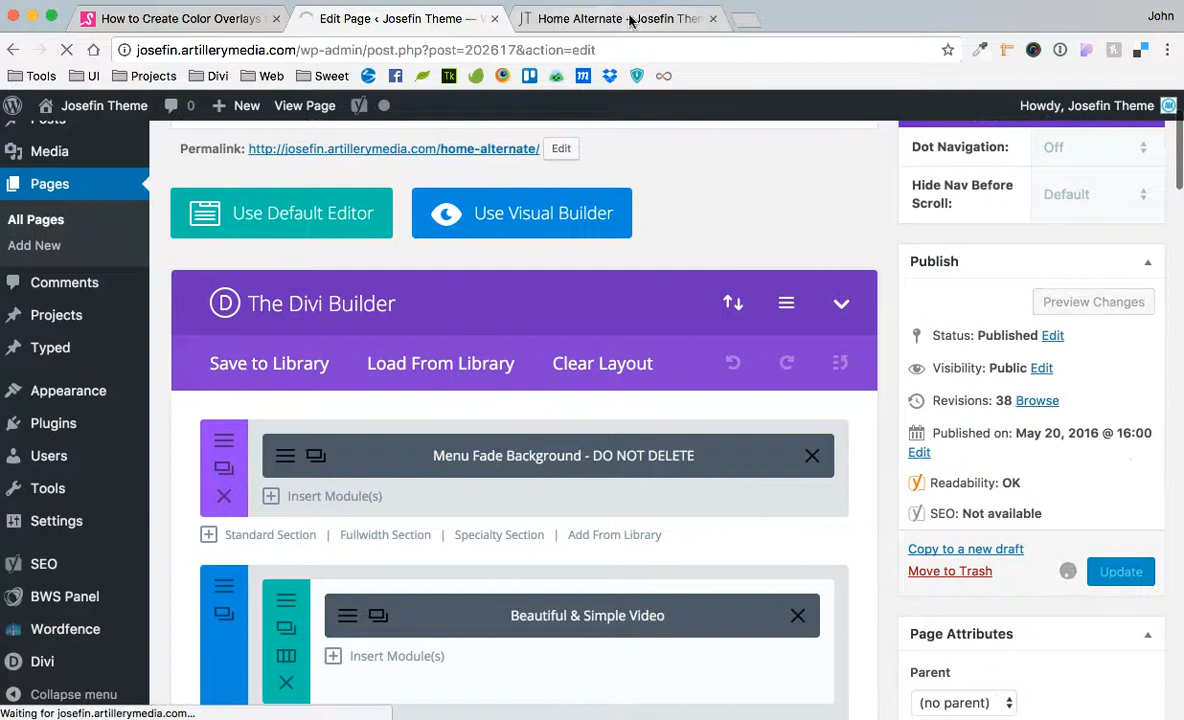 How to Create Color Overlays
Edit Page ‹ Josefin Theme —
JT Home Alternate · Josefin Ther
John
josefin.artillerymedia.com/wp-admin/post.php?post=202617&action=edit
Tools
UI
Projects
Divi
Web
Sweet
Josefin Theme
0
New
View Page
Howdy, Josefin Theme
Media
Pages
All Pages
Add New
Comments
Projects
Typed
Appearance
Plugins
Users
Tools
Settings
SEO
BWS Panel
Wordfence
Divi
Collapse menu
Permalink: http://josefin.artillerymedia.com/home-alternate/ Edit
Use Default Editor
Use Visual Builder
The Divi Builder
Save to Library
Load From Library
Clear Layout
Menu Fade Background - DO NOT DELETE
Insert Module(s)
Standard Section | Fullwidth Section | Specialty Section | Add From Library
Beautiful & Simple Video
Insert Module(s)
Dot Navigation: Off
Hide Nav Before
Scroll:
Default
Publish
Preview Changes
Status: Published Edit
Visibility: Public Edit
Revisions: 38 Browse
Published on: May 20, 2016 @ 16:00
Edit
Readability: OK
SEO: Not available
Copy to a new draft
Move to Trash
Update
Page Attributes
Parent
(no parent)
Waiting for josefin.artillerymedia.com...